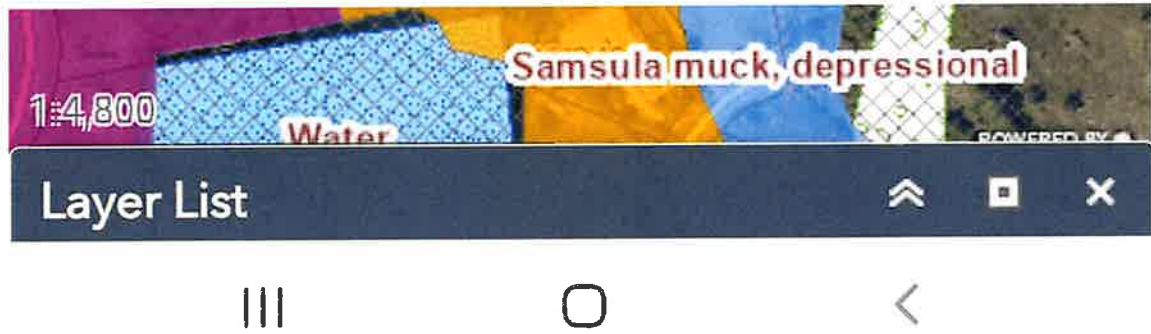 Samsula muck, depressional
1:4,800
Water
POWERED BY
Layer List